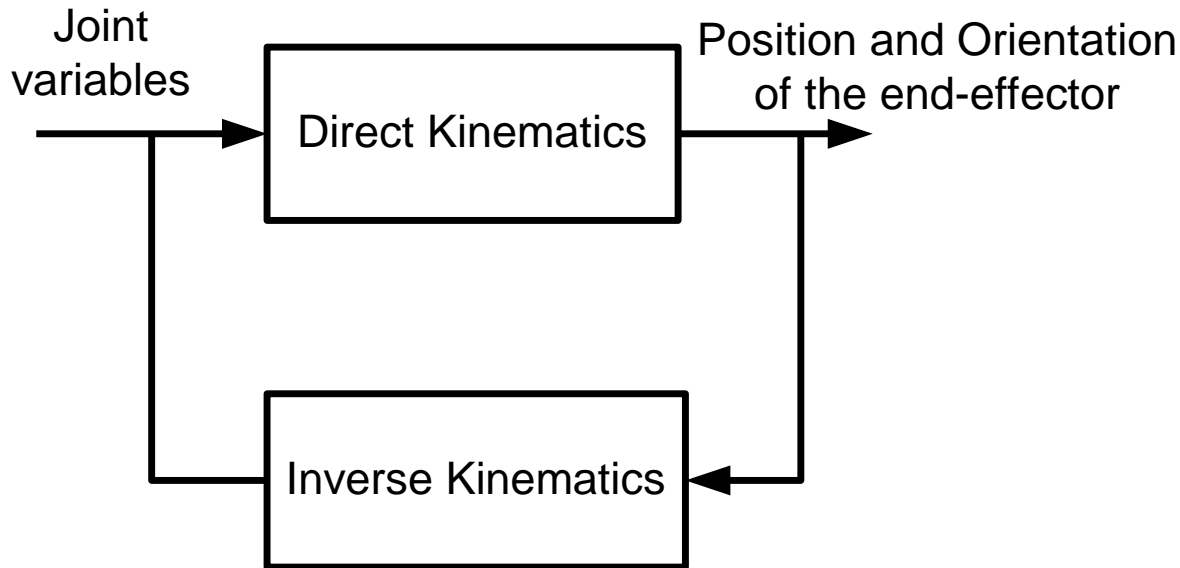 Joint
variables
Direct Kinematics
Position and Orientation
of the end-effector
Inverse Kinematics